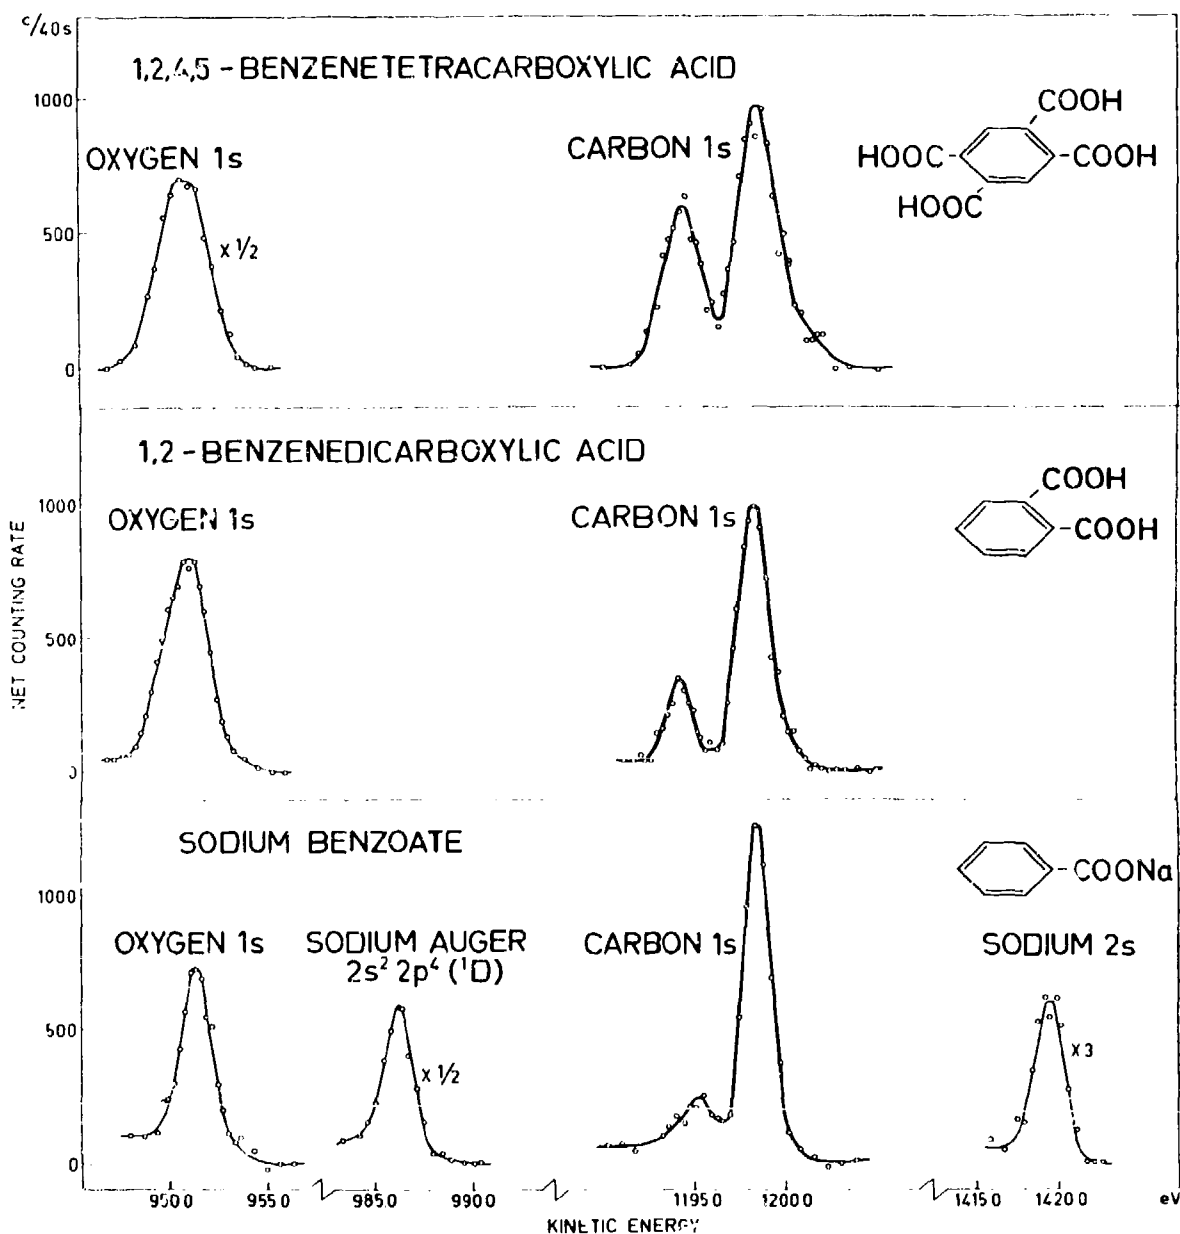 c/40s
1,2,4,5-BENZENETETRACARBOXYLIC ACID
1000
OXYGEN 1s
CARBON 1s
COOH
HOOC
COOH
HOOC
500
x 1/2
0
1,2-BENZENEDICARBOXYLIC ACID
1000
OXYGEN 1s
CARBON 1s
COOH
COOH
NET COUNTING RATE
500
0
SODIUM BENZOATE
COONa
1000
OXYGEN 1s
SODIUM AUGER
2s² 2p⁴ (¹D)
CARBON 1s
SODIUM 2s
500
x 1/2
x 3
0
950.0
955.0
985.0
990.0
1195.0
1200.0
1415.0
1420.0
eV
KINETIC ENERGY